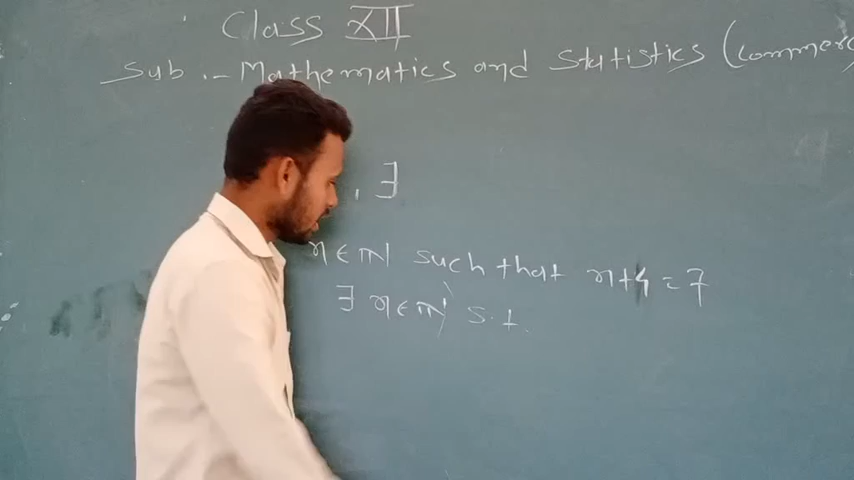 Class XII
Sub :- Mathematics and Statistics (commerc
, ∃
n ∈ N such that n+4 = 7
∃ n ∈ N s.t.